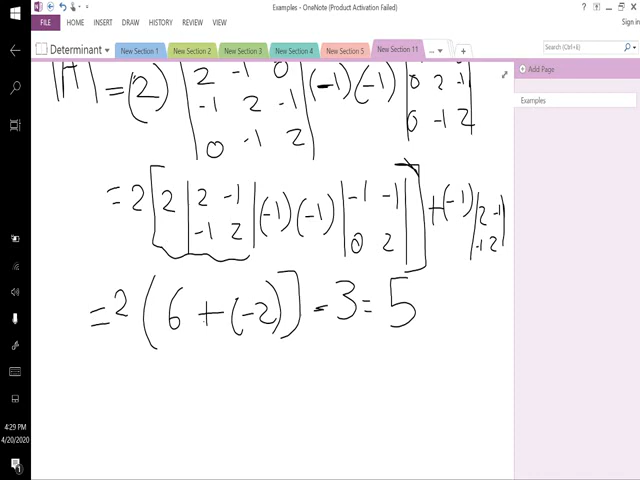 Examples - OneNote (Product Activation Failed)
FILE HOME INSERT DRAW HISTORY REVIEW VIEW
Determinant New Section 1 New Section 2 New Section 3 New Section 4 New Section 5 New Section 11 ... +
Search (Ctrl+E)
Add Page
Examples
|A| = (2) | 2 -1 0 | (-1)(-1)
-1 2 -1 | 0 2 -1
0 -1 2 | 0 -1 2
= 2 [ 2 | 2 -1 | (-1)(-1) | -1 -1 | ] + (-1) | 2 -1 |
-1 2 | 0 2 | -1 2
= 2 ( 6 + (-2) ] - 3 = 5
4:29 PM
4/20/2020